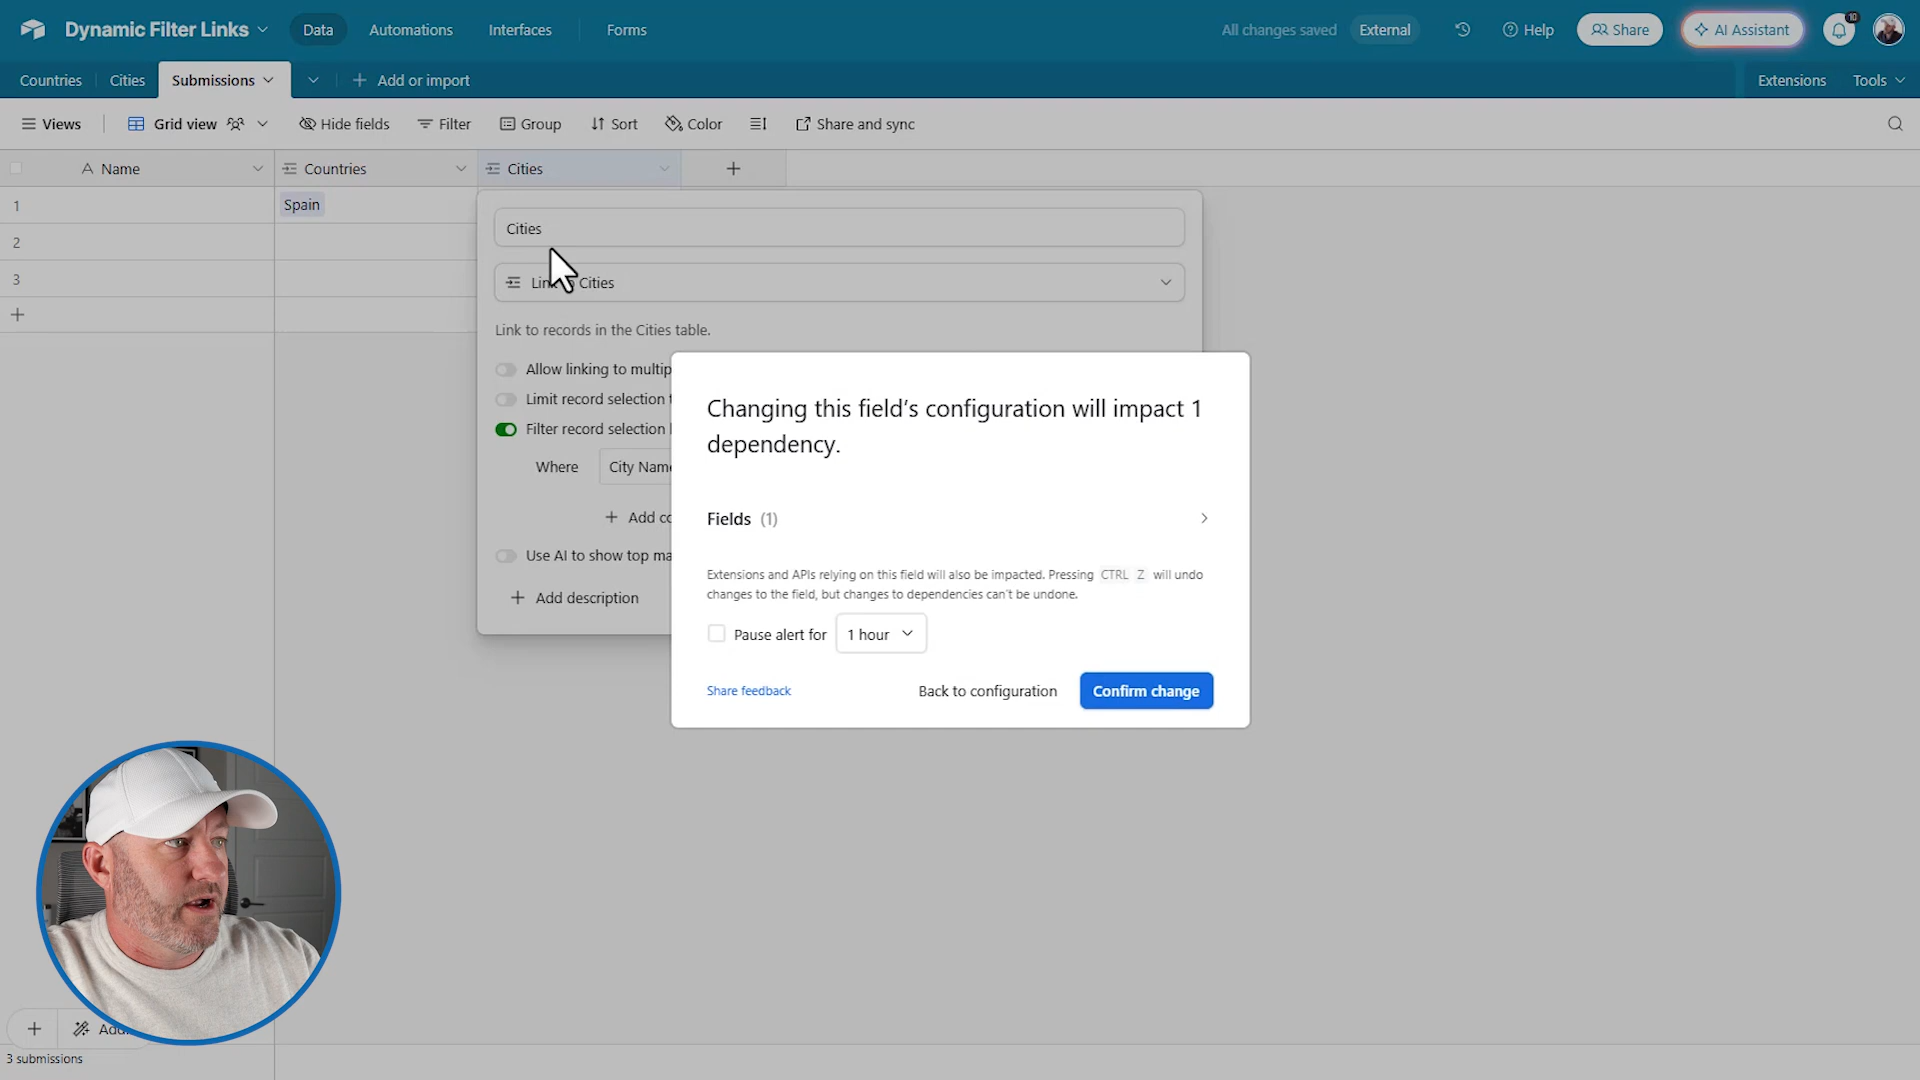 Dynamic Filter Links
Data
Automations
Interfaces
Forms
All changes saved
External
Help
Share
AI Assistant
10
Countries
Cities
Submissions
Add or import
Extensions
Tools
Views
Grid view
Hide fields
Filter
Group
Sort
Color
Share and sync
Name
Countries
Cities
1
Spain
2
3
Cities
Cities
Link to records in the Cities table.
Allow linking to multip
Limit record selection t
Filter record selection
Where
City Name
Add co
Use AI to show top ma
Add description
Changing this field's configuration will impact 1
dependency.
Fields (1)
Extensions and APIs relying on this field will also be impacted. Pressing CTRL Z will undo
changes to the field, but changes to dependencies can't be undone.
Pause alert for
1 hour
Share feedback
Back to configuration
Confirm change
3 submissions